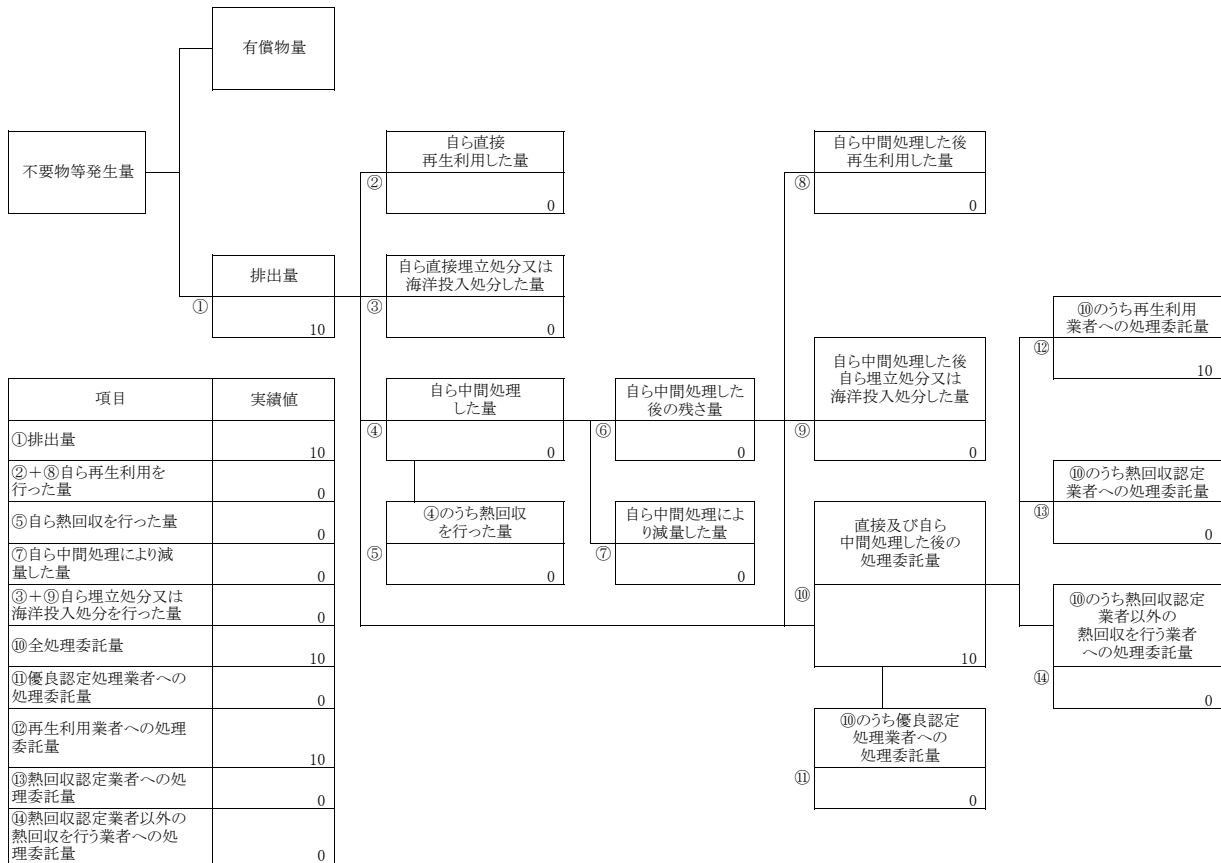 有償物量
不要物等発生量
自ら直接
再生利用した量
②
0
自ら中間処理した後
再生利用した量
⑧
0
排出量
①
10
自ら直接埋立処分又は
海洋投入処分した量
③
0
⑩のうち再生利用
業者への処理委託量
⑫
10
自ら中間処理
した量
④
0
自ら中間処理した
後の残さ量
⑥
0
自ら中間処理した後
自ら埋立処分又は
海洋投入処分した量
⑨
0
⑩のうち熱回収認定
業者への処理委託量
⑬
0
④のうち熱回収
を行った量
⑤
0
自ら中間処理によ
り減量した量
⑦
0
直接及び自ら
中間処理した後の
処理委託量
⑩
10
⑩のうち熱回収認定
業者以外の
熱回収を行う業者
への処理委託量
⑭
0
⑩のうち優良認定
処理業者への
処理委託量
⑪
0
項目 実績値
①排出量
10
②＋⑧自ら再生利用を
行った量
0
⑤自ら熱回収を行った量
0
⑦自ら中間処理により減
量した量
0
③＋⑨自ら埋立処分又は
海洋投入処分を行った量
0
⑩全処理委託量
10
⑪優良認定処理業者への
処理委託量
0
⑫再生利用業者への処理
委託量
10
⑬熱回収認定業者への処
理委託量
0
⑭熱回収認定業者以外の
熱回収を行う業者への処
理委託量
0